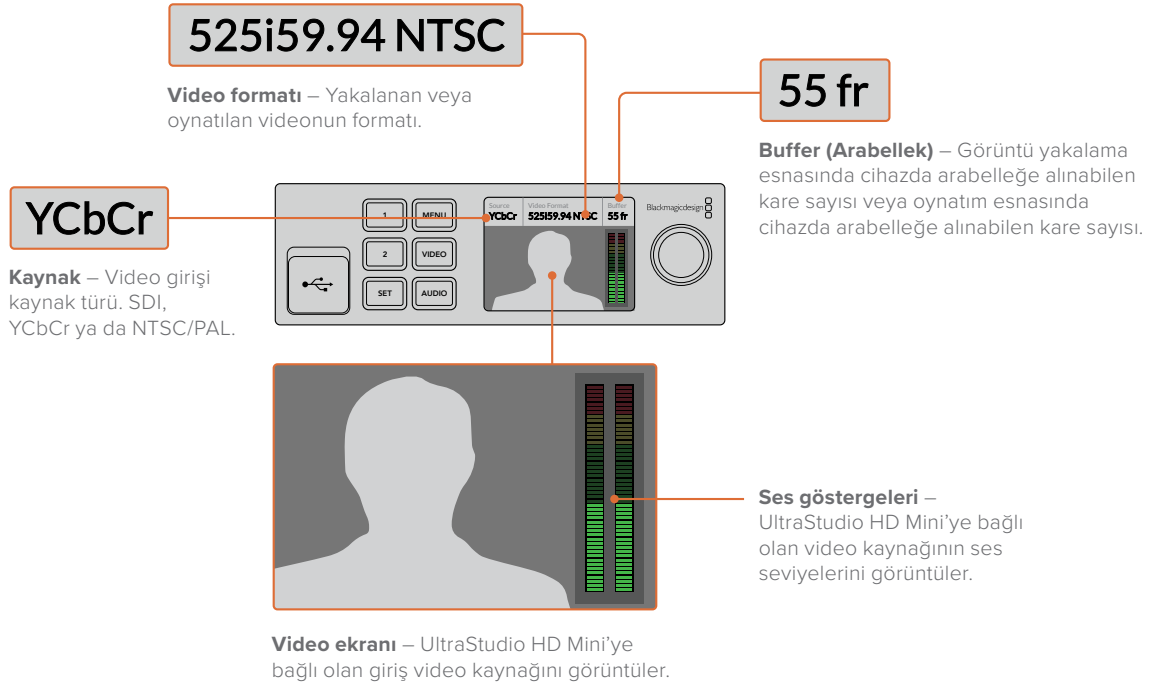 525i59.94 NTSC
Video formatı – Yakalanan veya
oynatılan videonun formatı.
55 fr
Buffer (Arabellek) – Görüntü yakalama
esnasında cihazda arabelleğe alınabilen
kare sayısı veya oynatım esnasında
cihazda arabelleğe alınabilen kare sayısı.
YCbCr
Kaynak – Video girişi
kaynak türü. SDI,
YCbCr ya da NTSC/PAL.
1 MENU
2 VIDEO
SET AUDIO
Source Video Format Buffer
YCbCr 525i59.94 NTSC 55 fr
Blackmagicdesign
Ses göstergeleri –
UltraStudio HD Mini’ye bağlı
olan video kaynağının ses
seviyelerini görüntüler.
Video ekranı – UltraStudio HD Mini’ye
bağlı olan giriş video kaynağını görüntüler.